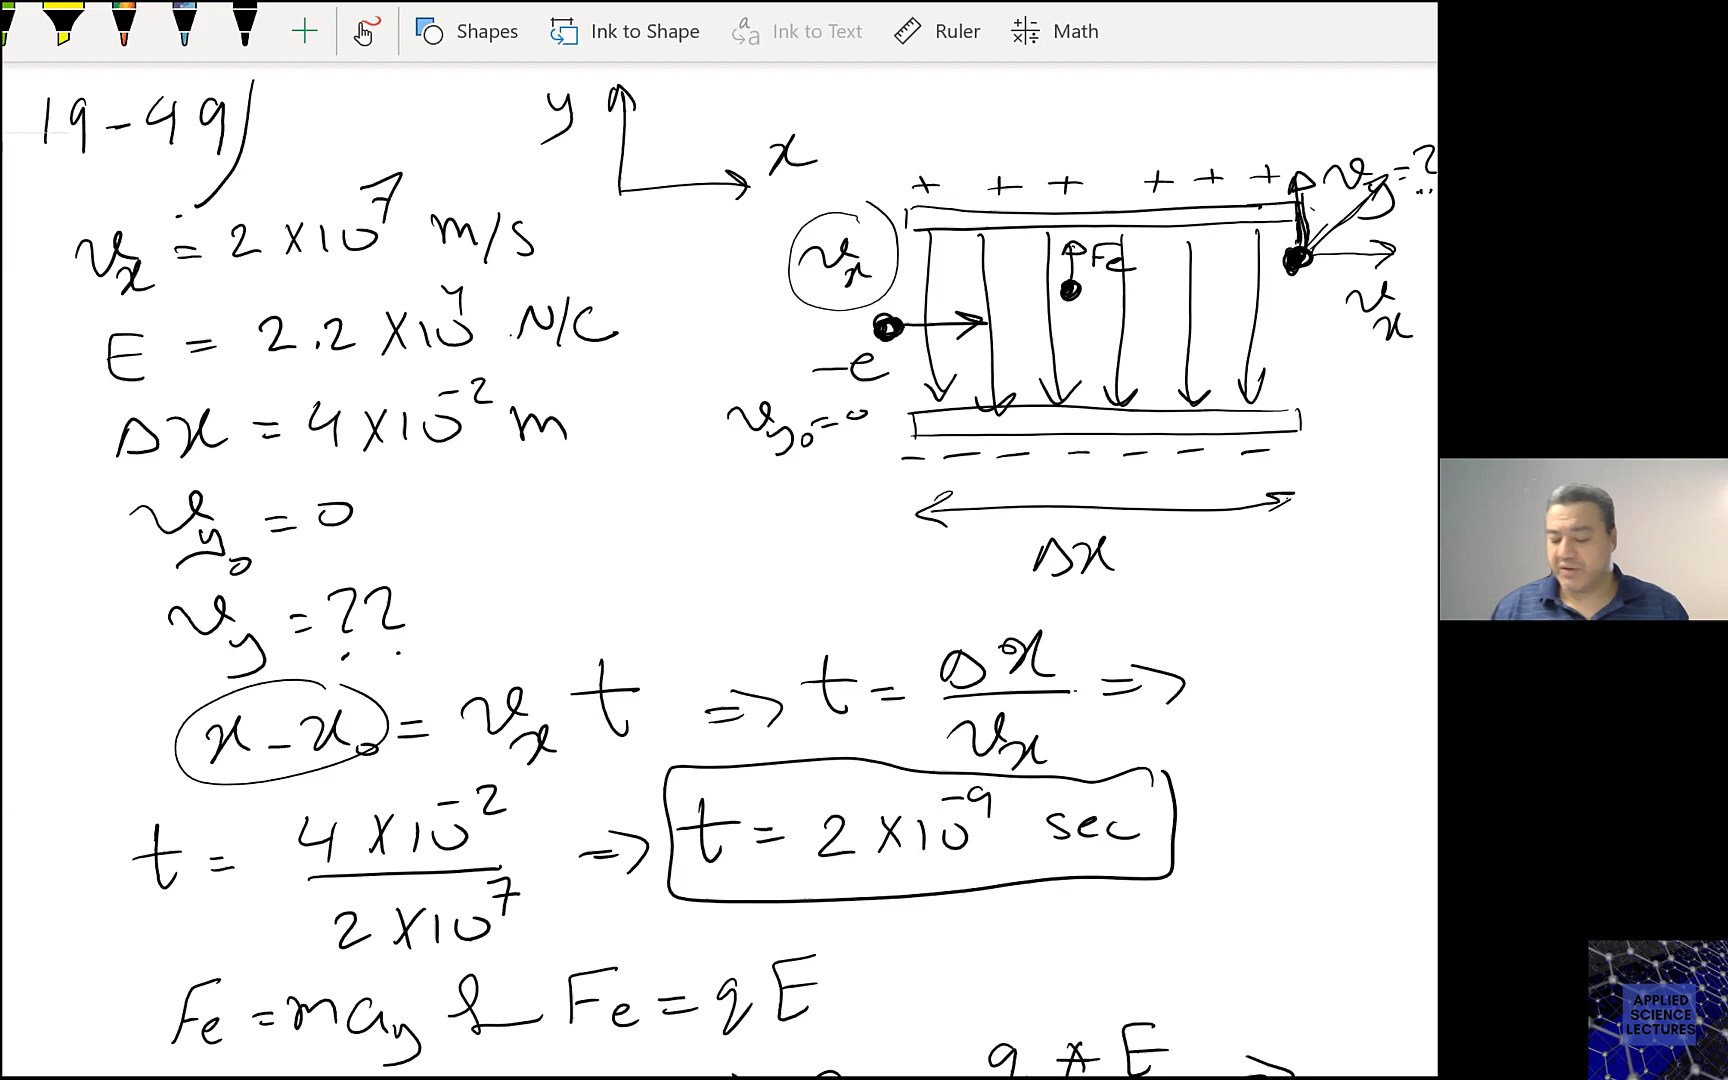 Shapes Ink to Shape Ink to Text Ruler Math
19-49)
y
x
+ + + + + +
v_y = ?
v_x = 2 × 10^7 m/s
v_x
Fe
v_x
E = 2.2 × 10^4 N/C
-e
Δx = 4 × 10^-2 m
v_y0 = 0
- - - - - - -
v_y0 = 0
Δx
v_y = ??
x - x_0 = v_x t => t = Δx / v_x =>
t = 4 × 10^-2 / 2 × 10^7 => t = 2 × 10^-9 sec
Fe = m a_y & Fe = q E
q * E =>
APPLIED
SCIENCE
LECTURES